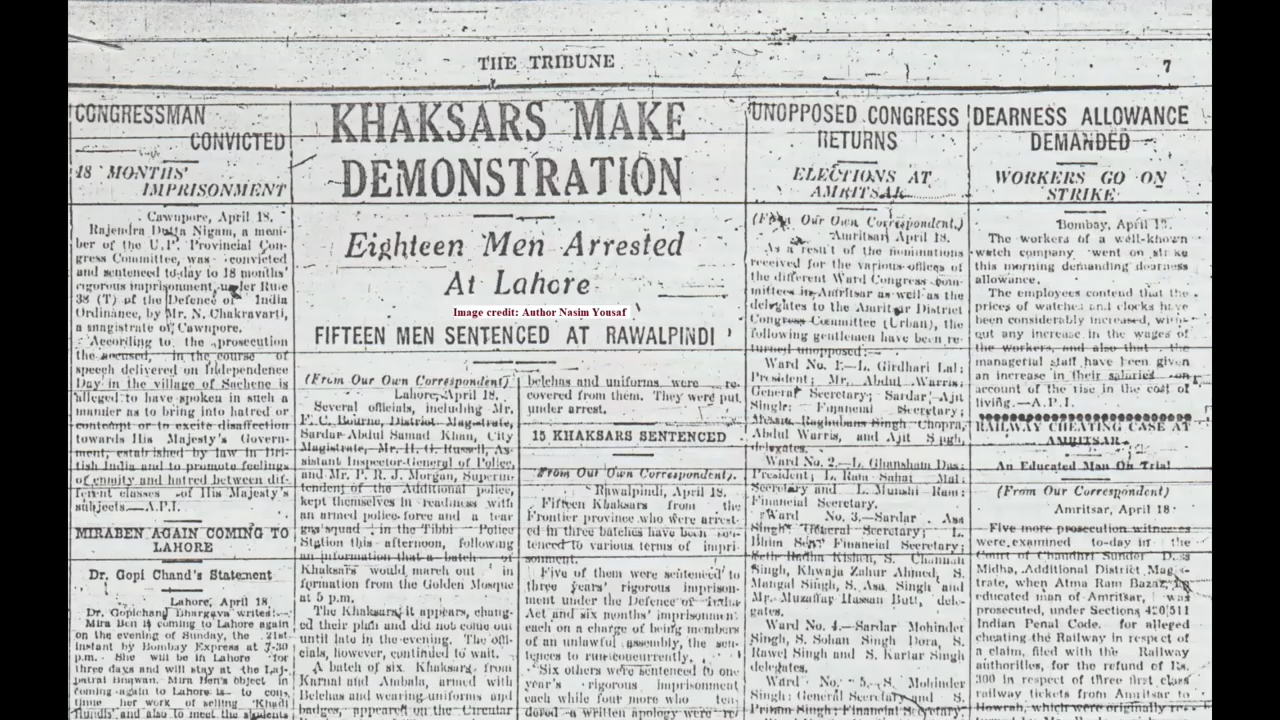 THE TRIBUNE
7
CONGRESSMAN
CONVICTED
18 MONTHS'
IMPRISONMENT
Cawnpore, April 18.
Rajendra Dutta Nigam, a mem-
ber of the U.P. Provincial Con-
gress Committee, was convicted
and sentenced to-day to 18 months'
rigorous imprisonment under Rule
38 (T) of the Defence of India
Ordinance, by Mr. N. Chakravarti,
a magistrate of Cawnpore.
According to the prosecution
the accused, in the course of
speech delivered on Independence
Day in the village of Sachene is
alleged to have spoken in such a
manner as to bring into hatred or
contempt or to excite disaffection
towards His Majesty's Govern-
ment, established by law in Bri-
tish India and to promote feelings
of enmity and hatred between dif-
ferent classes of His Majesty's
subjects.—A.P.I.
MIRABEN AGAIN COMING TO
LAHORE
Dr. Gopi Chand's Statement
Lahore, April 18.
Dr. Gopichand Bhargava writes:
Mira Ben is coming to Lahore again
on the evening of Sunday, the 21st
instant by Bombay Express at 7-30
p.m. She will be in Lahore for
three days and will stay at the Laj-
patrai Bhawan. Mira Ben's object in
coming again to Lahore is to con-
tinue her work of selling 'Khadi
Hundis' and also to meet the students
KHAKSARS MAKE
DEMONSTRATION
Eighteen Men Arrested
At Lahore
Image credit: Author Nasim Yousaf
FIFTEEN MEN SENTENCED AT RAWALPINDI
(From Our Own Correspondent)
Lahore, April 18.
Several officials, including Mr.
F. C. Bourne, District Magistrate,
Sardar Abdul Samad Khan, City
Magistrate, Mr. H. G. Russell, As-
sistant Inspector-General of Police,
and Mr. P. R. J. Morgan, Superin-
tendent of the Additional police,
kept themselves in readiness with
an armed police force and a tear
gas squad in the Tibbi Police
Station this afternoon, following
an information that a batch of
Khaksars would march out in
formation from the Golden Mosque
at 5 p.m.
The Khaksars, it appears, chang-
ed their plan and did not come out
until late in the evening. The offi-
cials, however, continued to wait.
A batch of six Khaksars from
Karnal and Ambala, armed with
Belchas and wearing uniforms and
badges, appeared on the Circular
belchas and uniforms were re-
covered from them. They were put
under arrest.
15 KHAKSARS SENTENCED
(From Our Own Correspondent).
Rawalpindi, April 18.
Fifteen Khaksars from the
Frontier province who were arrest-
ed in three batches have been sen-
tenced to various terms of impri-
sonment.
Five of them were sentenced to
three years' rigorous imprison-
ment under the Defence of India
Act and six months' imprisonment
each on a charge of being members
of an unlawful assembly, the sen-
tences to run concurrently.
Six others were sentenced to one
year's rigorous imprisonment
each while four more who ten-
dered a written apology were re-
UNOPPOSED CONGRESS
RETURNS
ELECTIONS AT
AMRITSAR
(From Our Own Correspondent.)
Amritsar, April 18.
As a result of the nominations
received for the various offices of
the different Ward Congress Com-
mittees in Amritsar as well as the
delegates to the Amritsar District
Congress Committee (Urban), the
following gentlemen have been re-
turned unopposed:—
Ward No. 1.—L. Girdhari Lal:
President; Mr. Abdul Warris:
General Secretary; Sardar Ajit
Singh: Financial Secretary;
Messrs. Raghubans Singh Chopra,
Abdul Warris, and Ajit Singh,
delegates.
Ward No. 2.—L. Ghansham Das:
President; L. Ram Sahai Mal:
Secretary and L. Munshi Ram:
Financial Secretary.
Ward No. 3.—Sardar Asa
Singh: General Secretary; L.
Bhim Sen: Financial Secretary;
Seth Radha Kishen, S. Channan
Singh, Khwaja Zahur Ahmed, S.
Mangal Singh, S. Asa Singh and
Mr. Muzaffar Hassan Butt, dele-
gates.
Ward No. 4.—Sardar Mohinder
Singh, S. Sohan Singh Dora, S.
Rawel Singh and S. Kartar Singh
delegates.
Ward No. 5.—S. Mohinder
Singh: General Secretary and S.
Pritam Singh: Financial Secretary;
DEARNESS ALLOWANCE
DEMANDED
WORKERS GO ON
STRIKE
Bombay, April
The workers of a well-known
watch company went on strike
this morning demanding dearness
allowance.
The employees contend that the
prices of watches and clocks have
been considerably increased, with-
out any increase in the wages of
the workers, and also that the
managerial staff have been given
an increase in their salaries on
account of the rise in the cost of
living.—A.P.I.
RAILWAY CHEATING CASE AT
AMRITSAR
An Educated Man On Trial
(From Our Correspondent)
Amritsar, April 18.
Five more prosecution witnesses
were examined to-day in the
Court of Chaudhri Sunder Dass
Midha, Additional District Magis-
trate, when Atma Ram Bazaz,
educated man of Amritsar, was
prosecuted, under Sections 420/511
Indian Penal Code, for alleged
cheating the Railway in respect of
a claim, filed with the Railway
authorities, for the refund of Rs.
300 in respect of three first class
railway tickets from Amritsar to
Howrah, which were originally